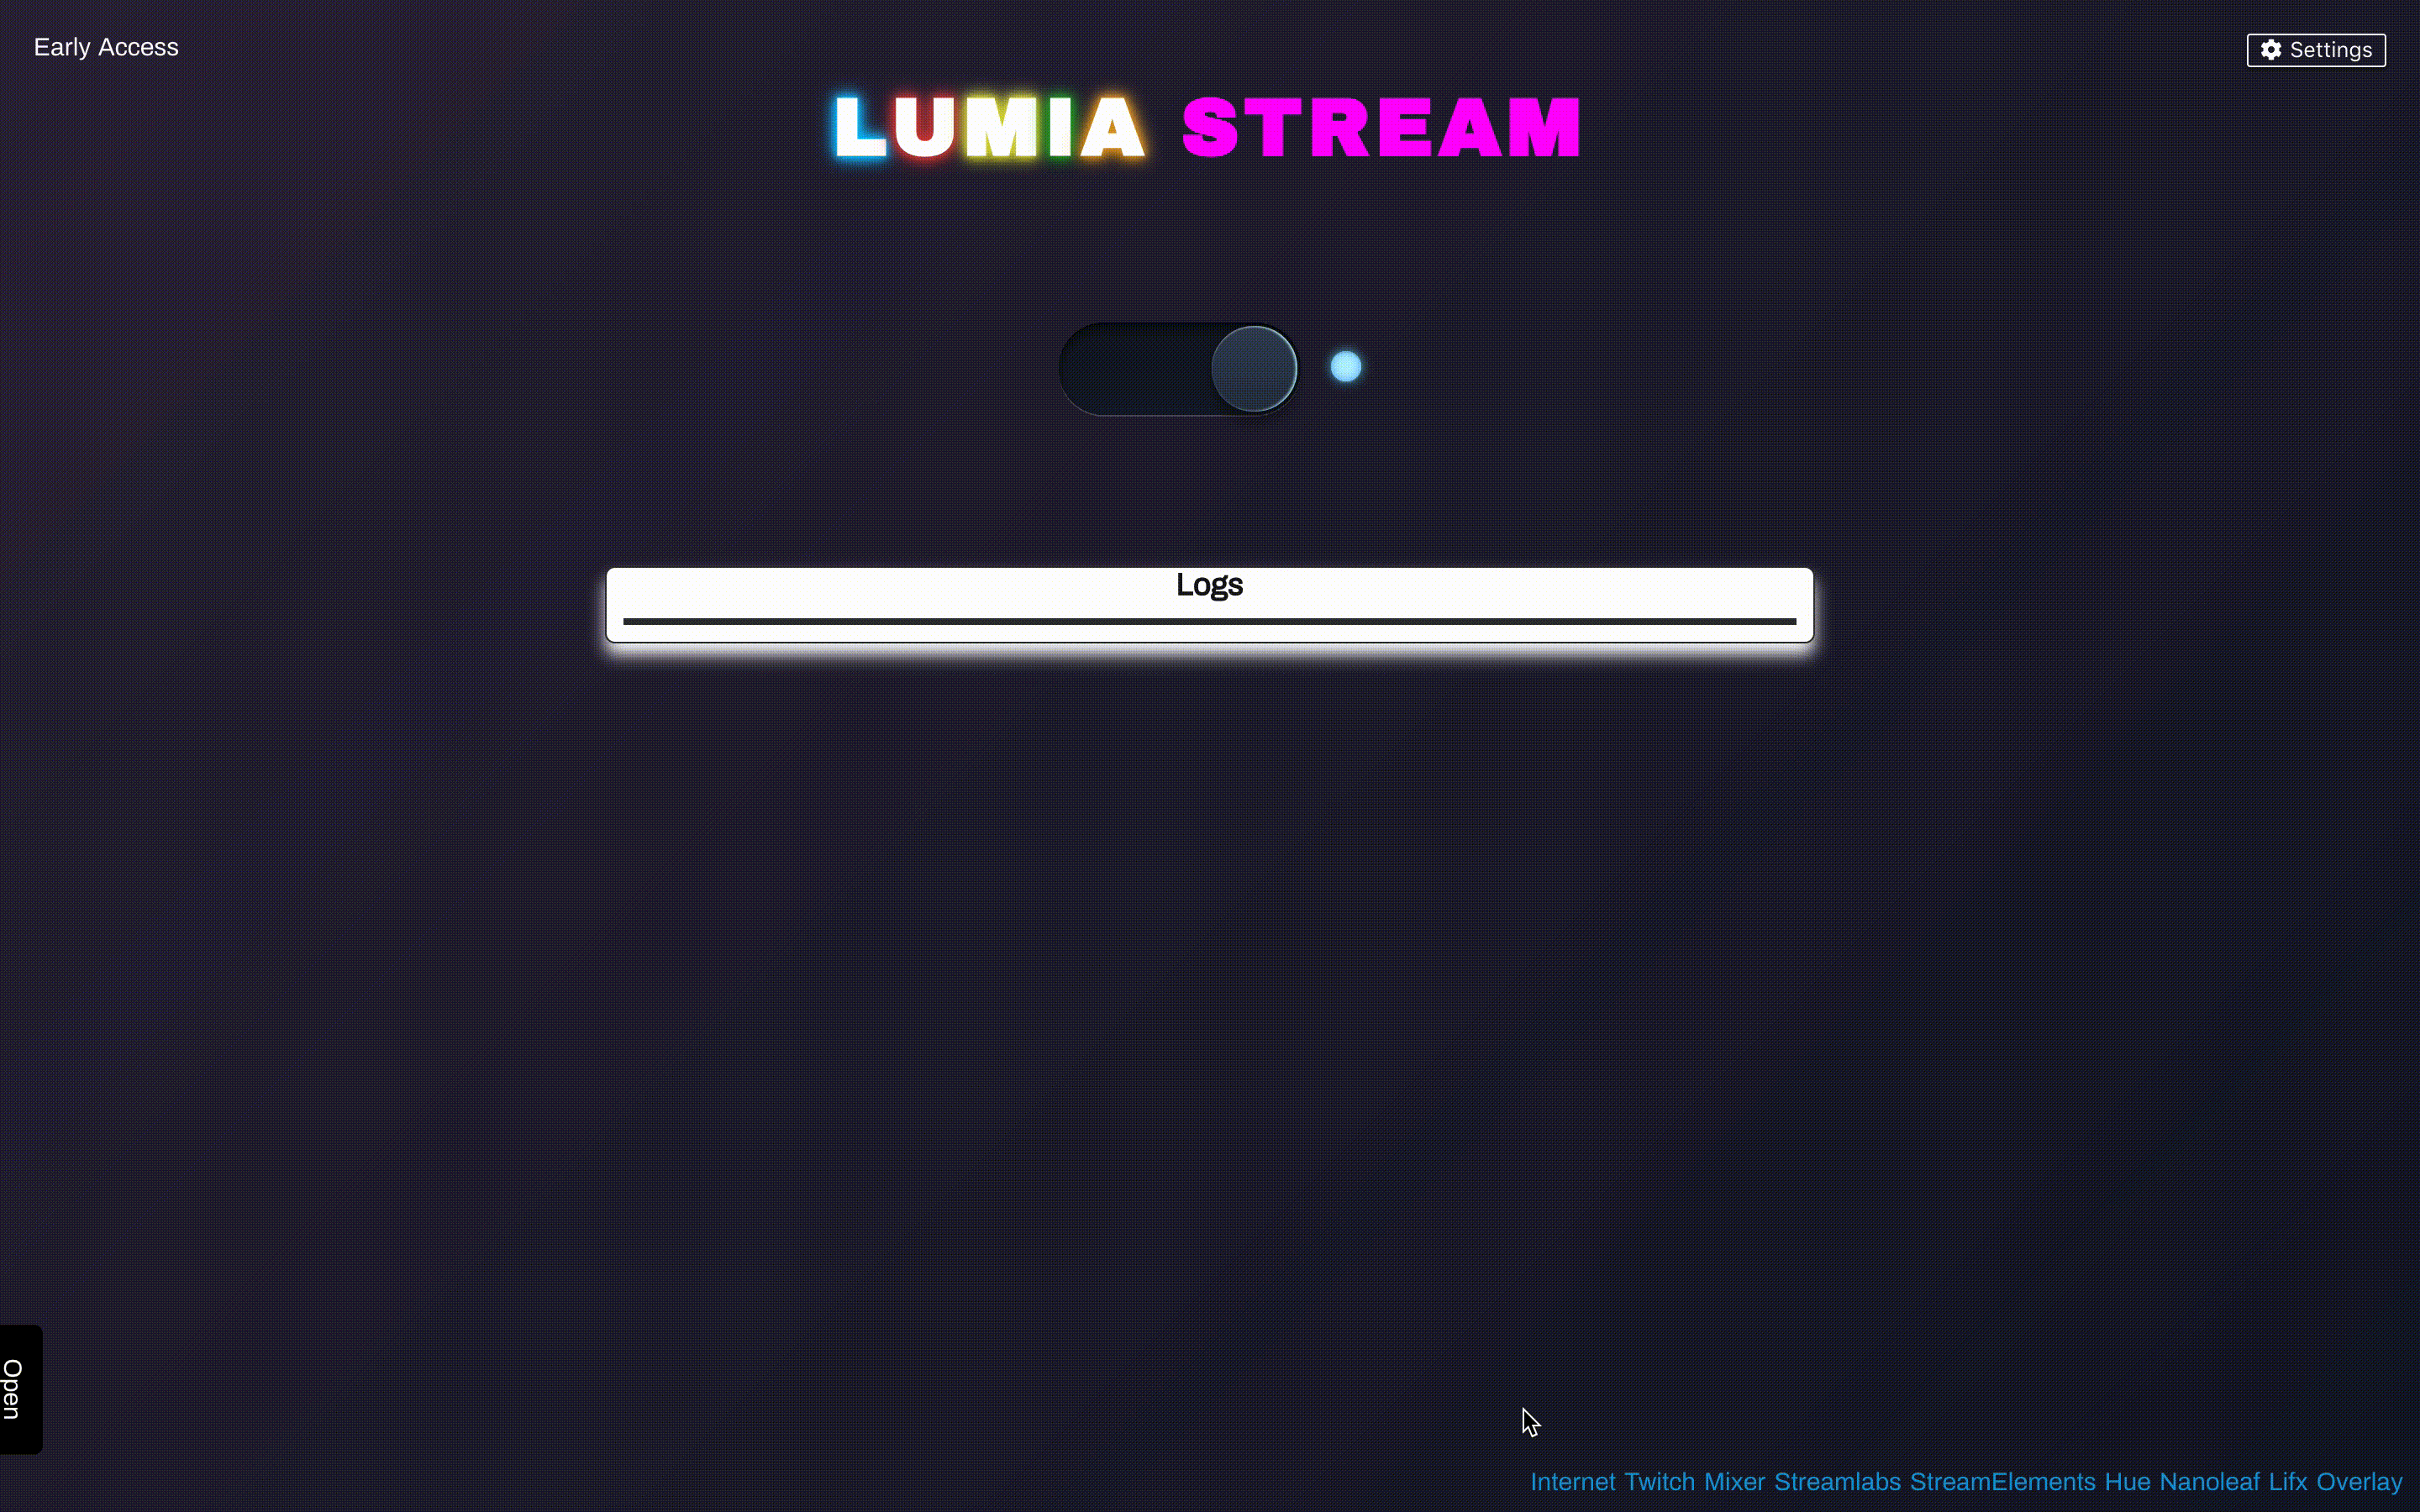 Early Access
Settings
LUMIA STREAM
Logs
Open
Internet Twitch Mixer Streamlabs StreamElements Hue Nanoleaf Lifx Overlay